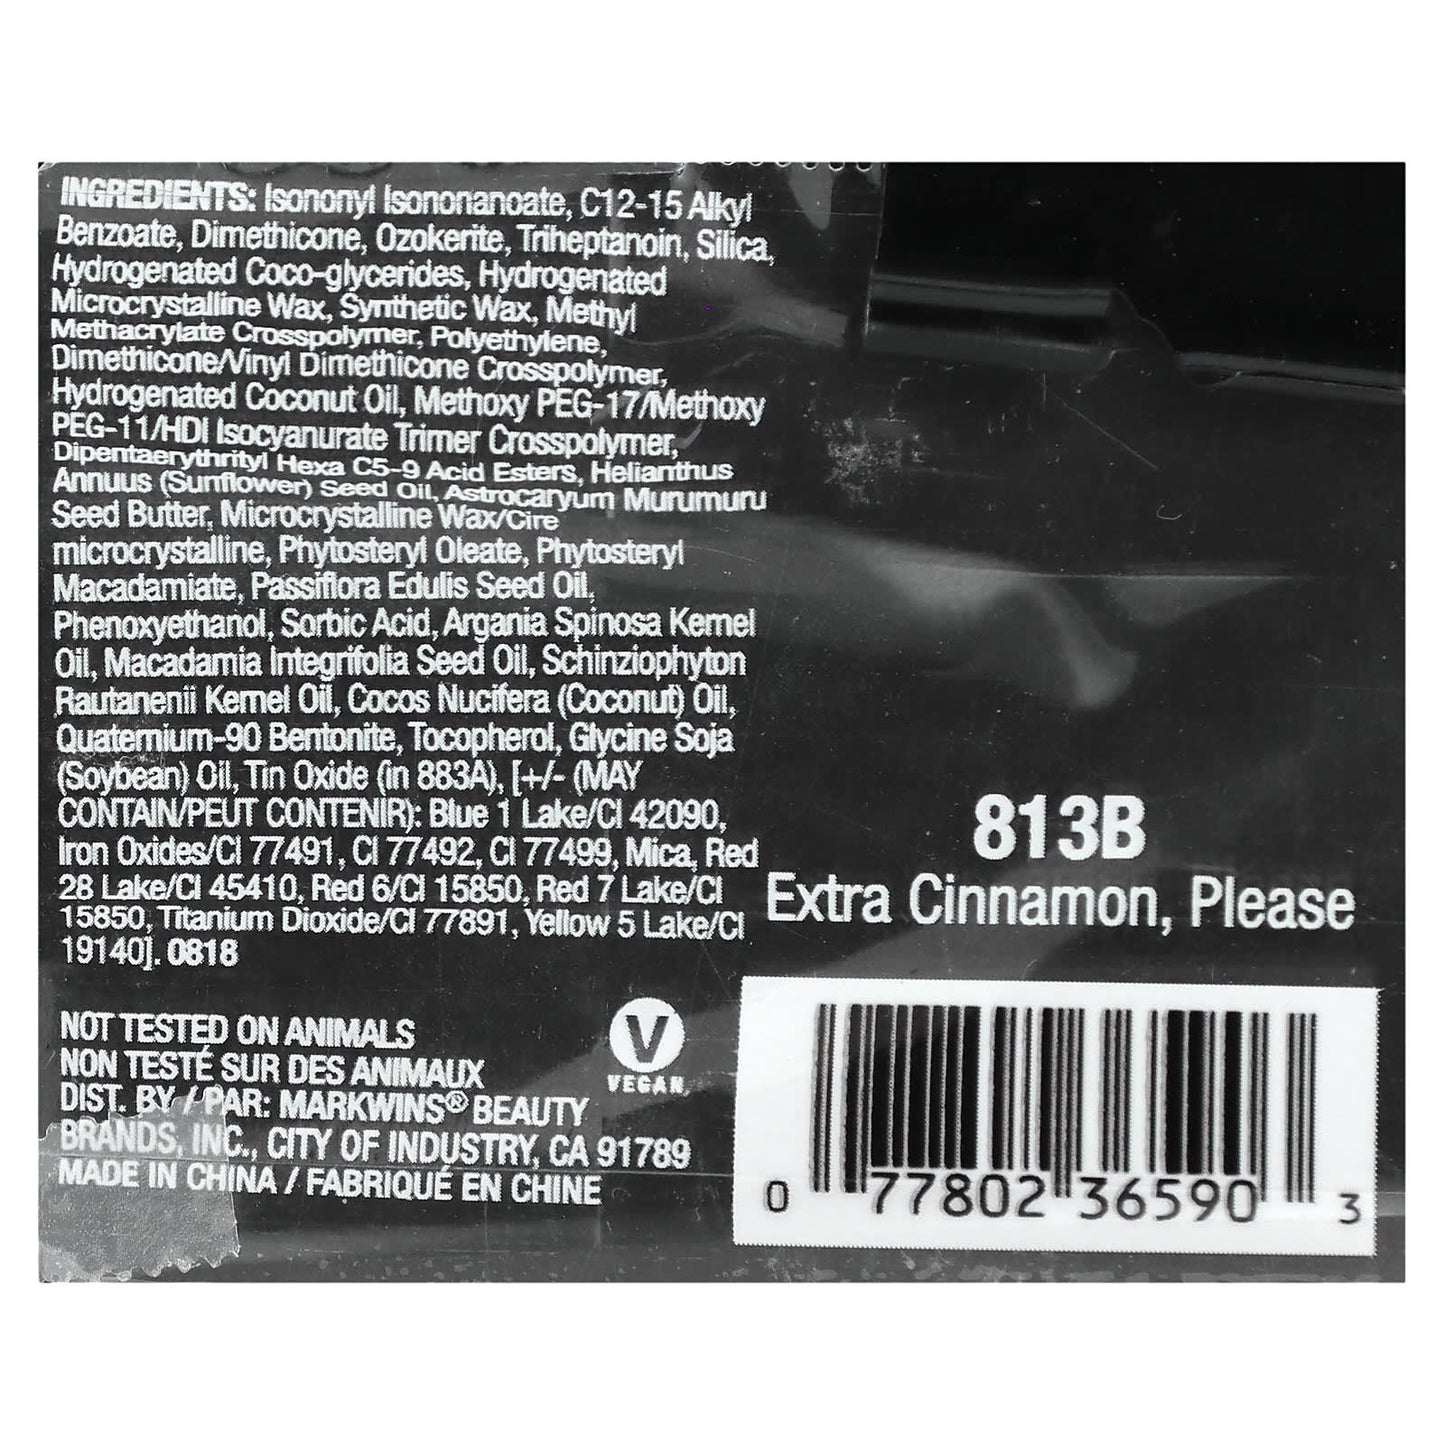 INGREDIENTS: Isononyl Isononanoate, C12-15 Alkyl
Benzoate, Dimethicone, Ozokerite, Triheptanoin, Silica,
Hydrogenated Coco-glycerides, Hydrogenated
Microcrystalline Wax, Synthetic Wax, Methyl
Methacrylate Crosspolymer, Polyethylene,
Dimethicone/Vinyl Dimethicone Crosspolymer,
Hydrogenated Coconut Oil, Methoxy PEG-17/Methoxy
PEG-11/HDI Isocyanurate Trimer Crosspolymer,
Dipentaerythrityl Hexa C5-9 Acid Esters, Helianthus
Annuus (Sunflower) Seed Oil, Astrocaryum Murumuru
Seed Butter, Microcrystalline Wax/Cire
microcrystalline, Phytosteryl Oleate, Phytosteryl
Macadamiate, Passiflora Edulis Seed Oil,
Phenoxyethanol, Sorbic Acid, Argania Spinosa Kernel
Oil, Macadamia Integrifolia Seed Oil, Schinziophyton
Rautanenii Kernel Oil, Cocos Nucifera (Coconut) Oil,
Quaternium-90 Bentonite, Tocopherol, Glycine Soja
(Soybean) Oil, Tin Oxide (in 883A), [+/- (MAY
CONTAIN/PEUT CONTENIR): Blue 1 Lake/CI 42090,
Iron Oxides/CI 77491, CI 77492, CI 77499, Mica, Red
28 Lake/CI 45410, Red 6/CI 15850, Red 7 Lake/CI
15850, Titanium Dioxide/CI 77891, Yellow 5 Lake/CI
19140]. 0818
NOT TESTED ON ANIMALS
NON TESTÉ SUR DES ANIMAUX
DIST. BY / PAR: MARKWINS® BEAUTY
BRANDS, INC., CITY OF INDUSTRY, CA 91789
MADE IN CHINA / FABRIQUÉ EN CHINE
V
VEGAN
813B
Extra Cinnamon, Please
0 77802 36590 3